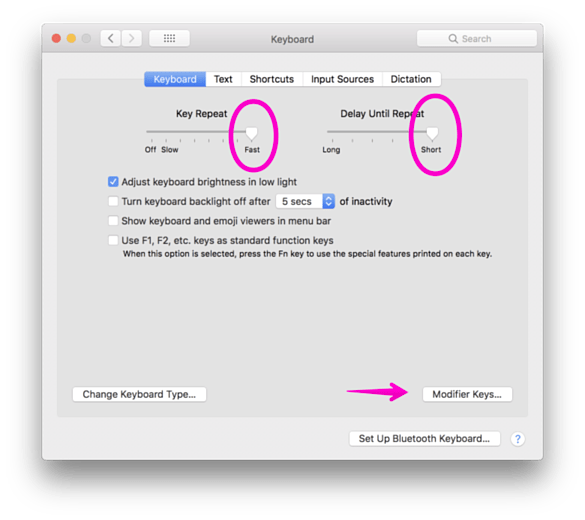 Keyboard
Search
Keyboard Text Shortcuts Input Sources Dictation
Key Repeat
Delay Until Repeat
Off Slow Fast
Long Short
Adjust keyboard brightness in low light
Turn keyboard backlight off after 5 secs of inactivity
Show keyboard and emoji viewers in menu bar
Use F1, F2, etc. keys as standard function keys
When this option is selected, press the Fn key to use the special features printed on each key.
Change Keyboard Type...
Modifier Keys...
Set Up Bluetooth Keyboard...
?